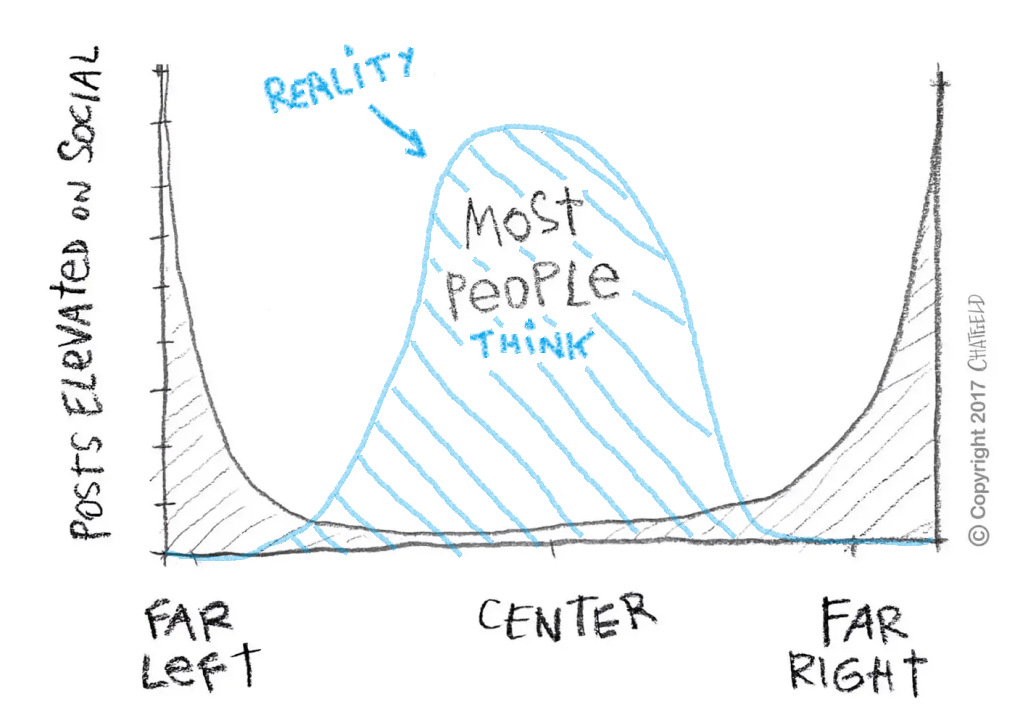 REALITY
POSTS ELEVATED ON SOCIAL
MOST
PEOPLE
THINK
© Copyright 2017 CHATFIELD
FAR
LEFT
CENTER
FAR
RIGHT